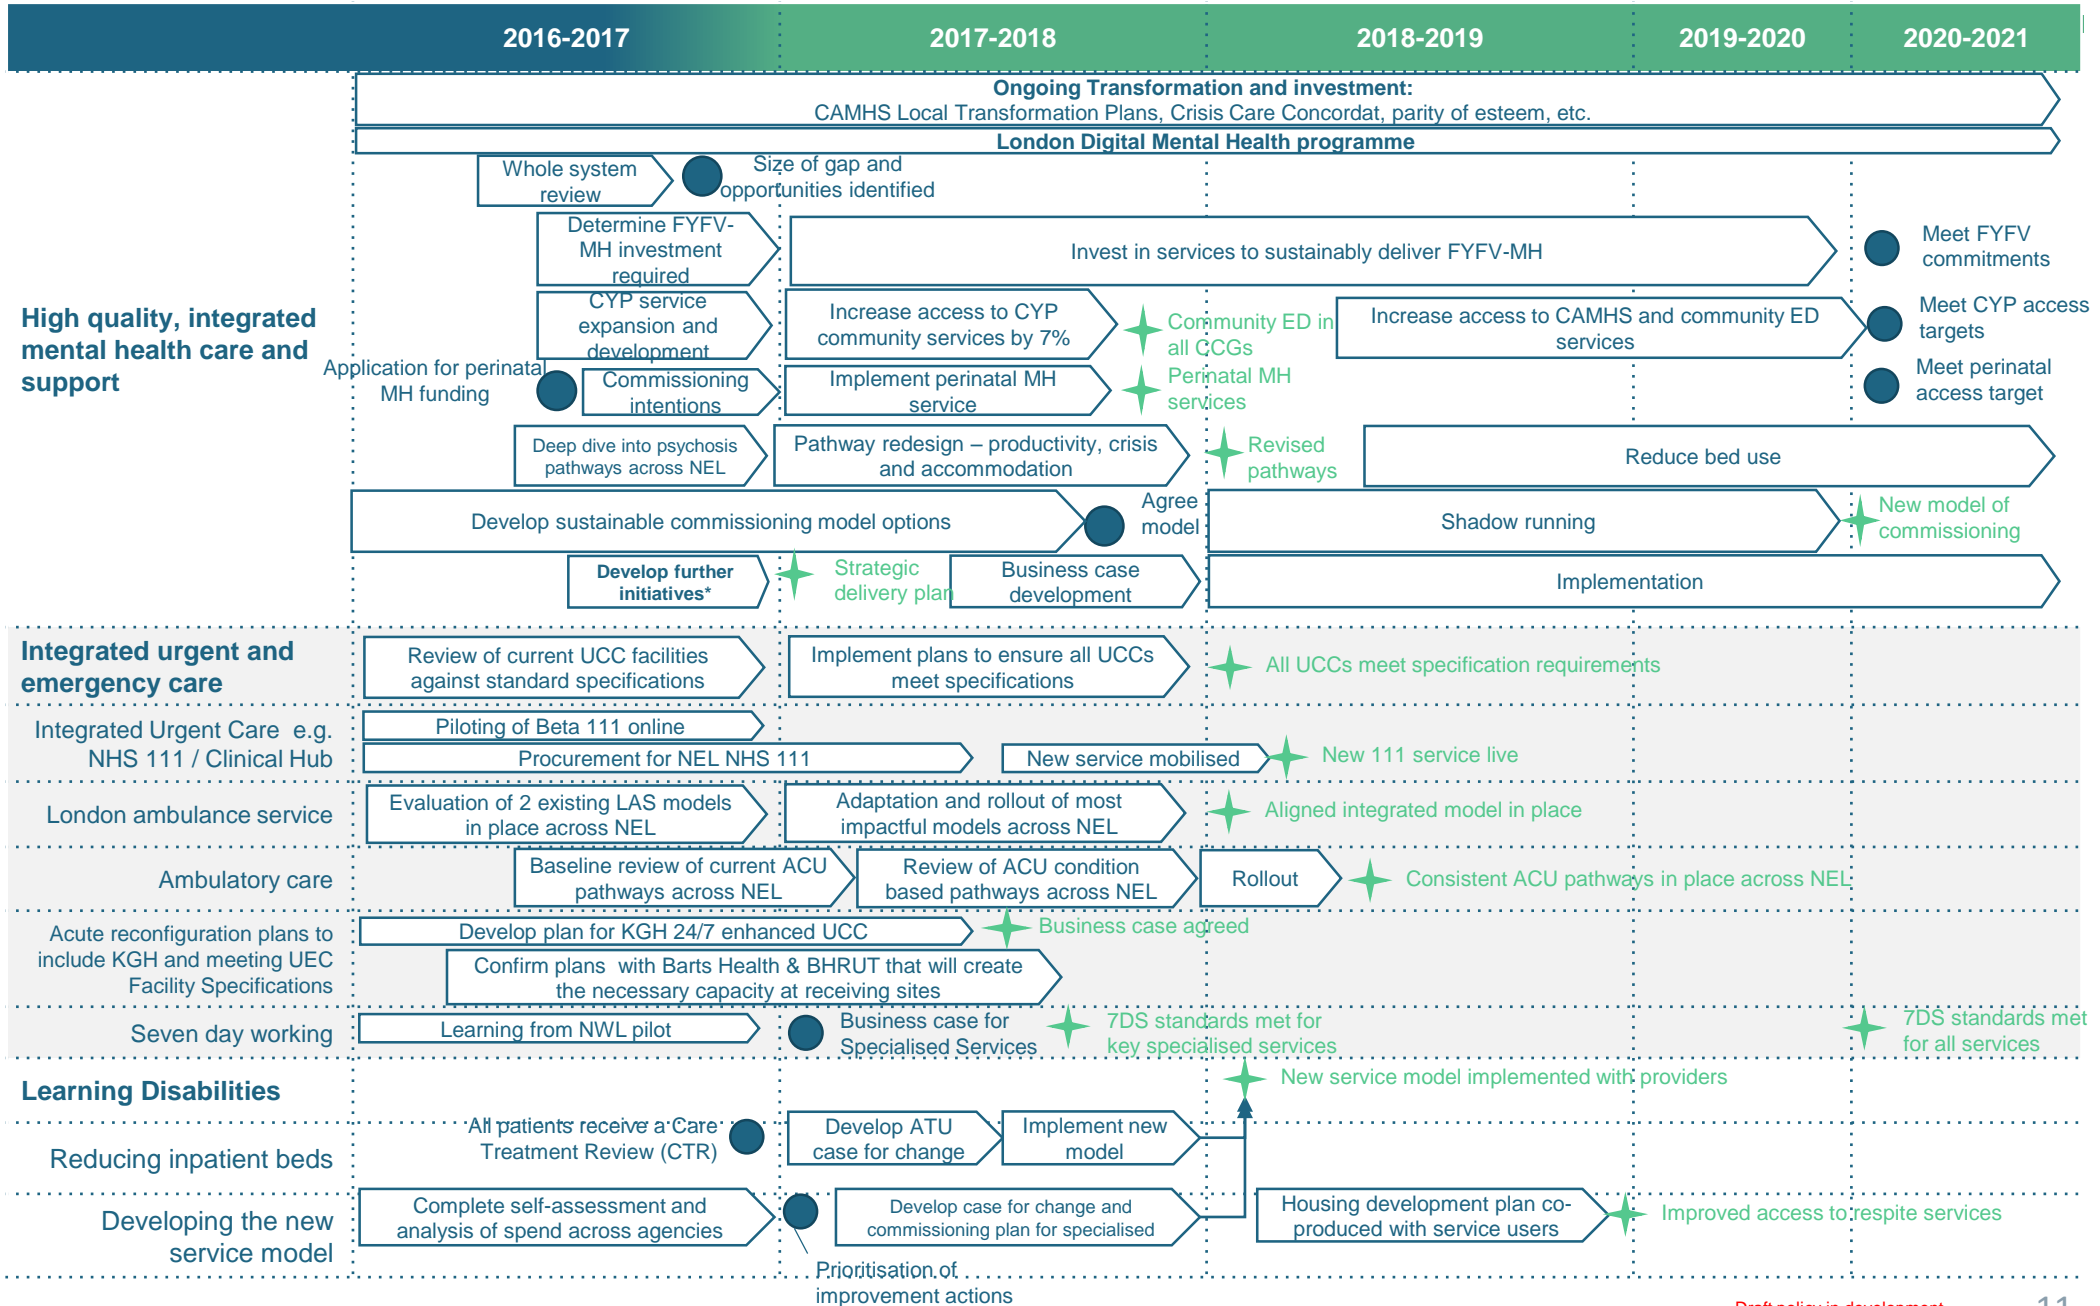 2016-2017
2017-2018
2018-2019
2019-2020
2020-2021
Ongoing Transformation and investment:
CAMHS Local Transformation Plans, Crisis Care Concordat, parity of esteem, etc.
London Digital Mental Health programme
High quality, integrated
mental health care and
support
Whole system
review
Size of gap and
opportunities identified
Determine FYFV-
MH investment
required
Invest in services to sustainably deliver FYFV-MH
Meet FYFV
commitments
CYP service
expansion and
development
Increase access to CYP
community services by 7%
Community ED in
all CCGs
Increase access to CAMHS and community ED
services
Meet CYP access
targets
Application for perinatal
MH funding
Commissioning
intentions
Implement perinatal MH
service
Perinatal MH
services
Meet perinatal
access target
Deep dive into psychosis
pathways across NEL
Pathway redesign – productivity, crisis
and accommodation
Revised
pathways
Reduce bed use
Develop sustainable commissioning model options
Agree
model
Shadow running
New model of
commissioning
Develop further
initiatives*
Strategic
delivery plan
Business case
development
Implementation
Integrated urgent and
emergency care
Review of current UCC facilities
against standard specifications
Implement plans to ensure all UCCs
meet specifications
All UCCs meet specification requirements
Integrated Urgent Care e.g.
NHS 111 / Clinical Hub
Piloting of Beta 111 online
Procurement for NEL NHS 111
New service mobilised
New 111 service live
London ambulance service
Evaluation of 2 existing LAS models
in place across NEL
Adaptation and rollout of most
impactful models across NEL
Aligned integrated model in place
Ambulatory care
Baseline review of current ACU
pathways across NEL
Review of ACU condition
based pathways across NEL
Rollout
Consistent ACU pathways in place across NEL
Acute reconfiguration plans to
include KGH and meeting UEC
Facility Specifications
Develop plan for KGH 24/7 enhanced UCC
Business case agreed
Confirm plans with Barts Health & BHRUT that will create
the necessary capacity at receiving sites
Seven day working
Learning from NWL pilot
Business case for
Specialised Services
7DS standards met for
key specialised services
7DS standards met
for all services
Learning Disabilities
New service model implemented with providers
Reducing inpatient beds
All patients receive a Care
Treatment Review (CTR)
Develop ATU
case for change
Implement new
model
Developing the new
service model
Complete self-assessment and
analysis of spend across agencies
Prioritisation of
improvement actions
Develop case for change and
commissioning plan for specialised
Housing development plan co-
produced with service users
Improved access to respite services
Draft policy in development
11